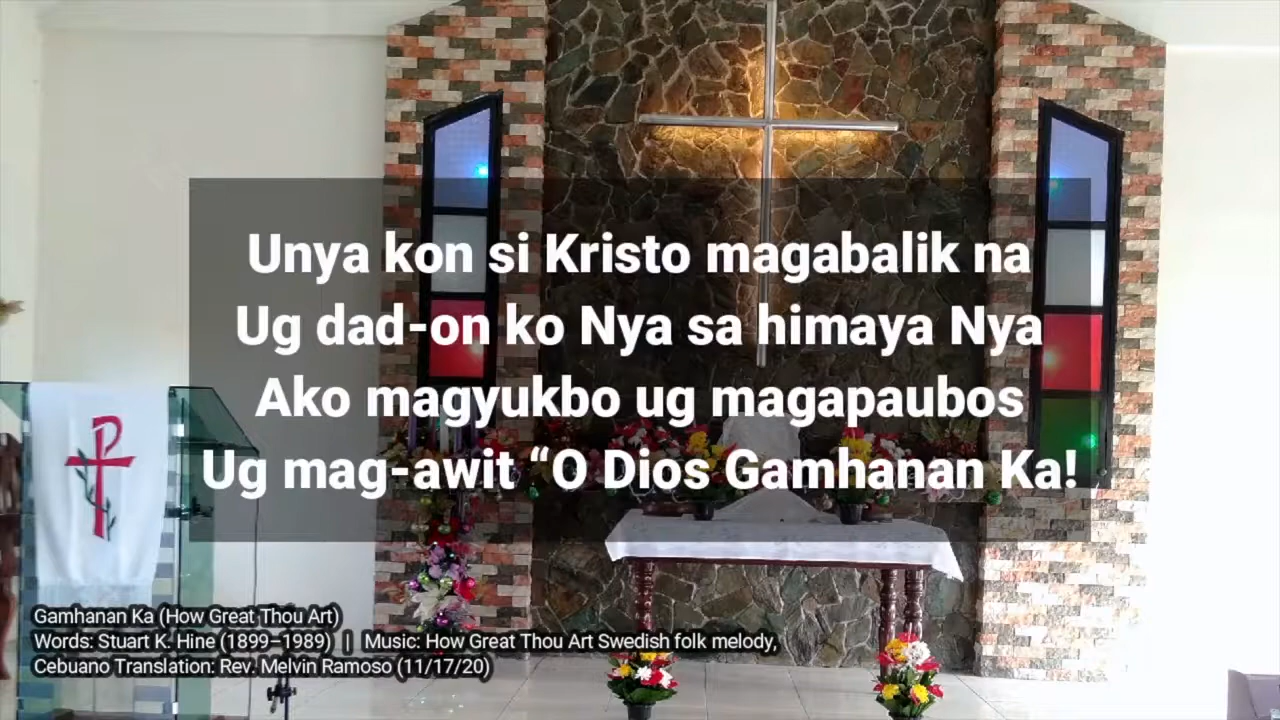 Unya kon si Kristo magabalik na
Ug dad-on ko Nya sa himaya Nya
Ako magyukbo ug magapaubos
Ug mag-awit “O Dios Gamhanan Ka!
Gamhanan Ka (How Great Thou Art)
Words: Stuart K. Hine (1899–1989) | Music: How Great Thou Art Swedish folk melody,
Cebuano Translation: Rev. Melvin Ramoso (11/17/20)